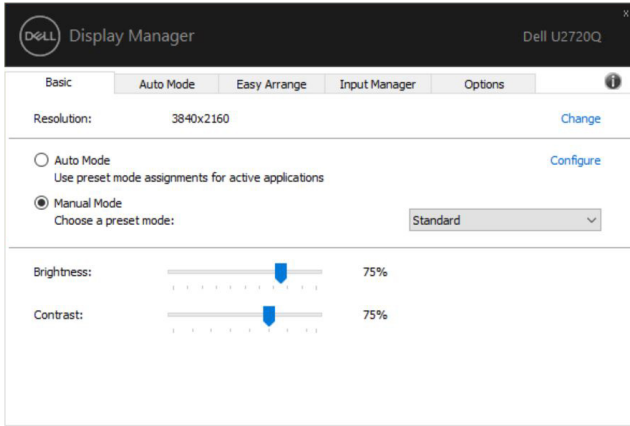 x
DELL Display Manager Dell U2720Q
Basic Auto Mode Easy Arrange Input Manager Options i
Resolution: 3840x2160 Change
Auto Mode Configure
Use preset mode assignments for active applications
Manual Mode
Choose a preset mode: Standard
Brightness: 75%
Contrast: 75%